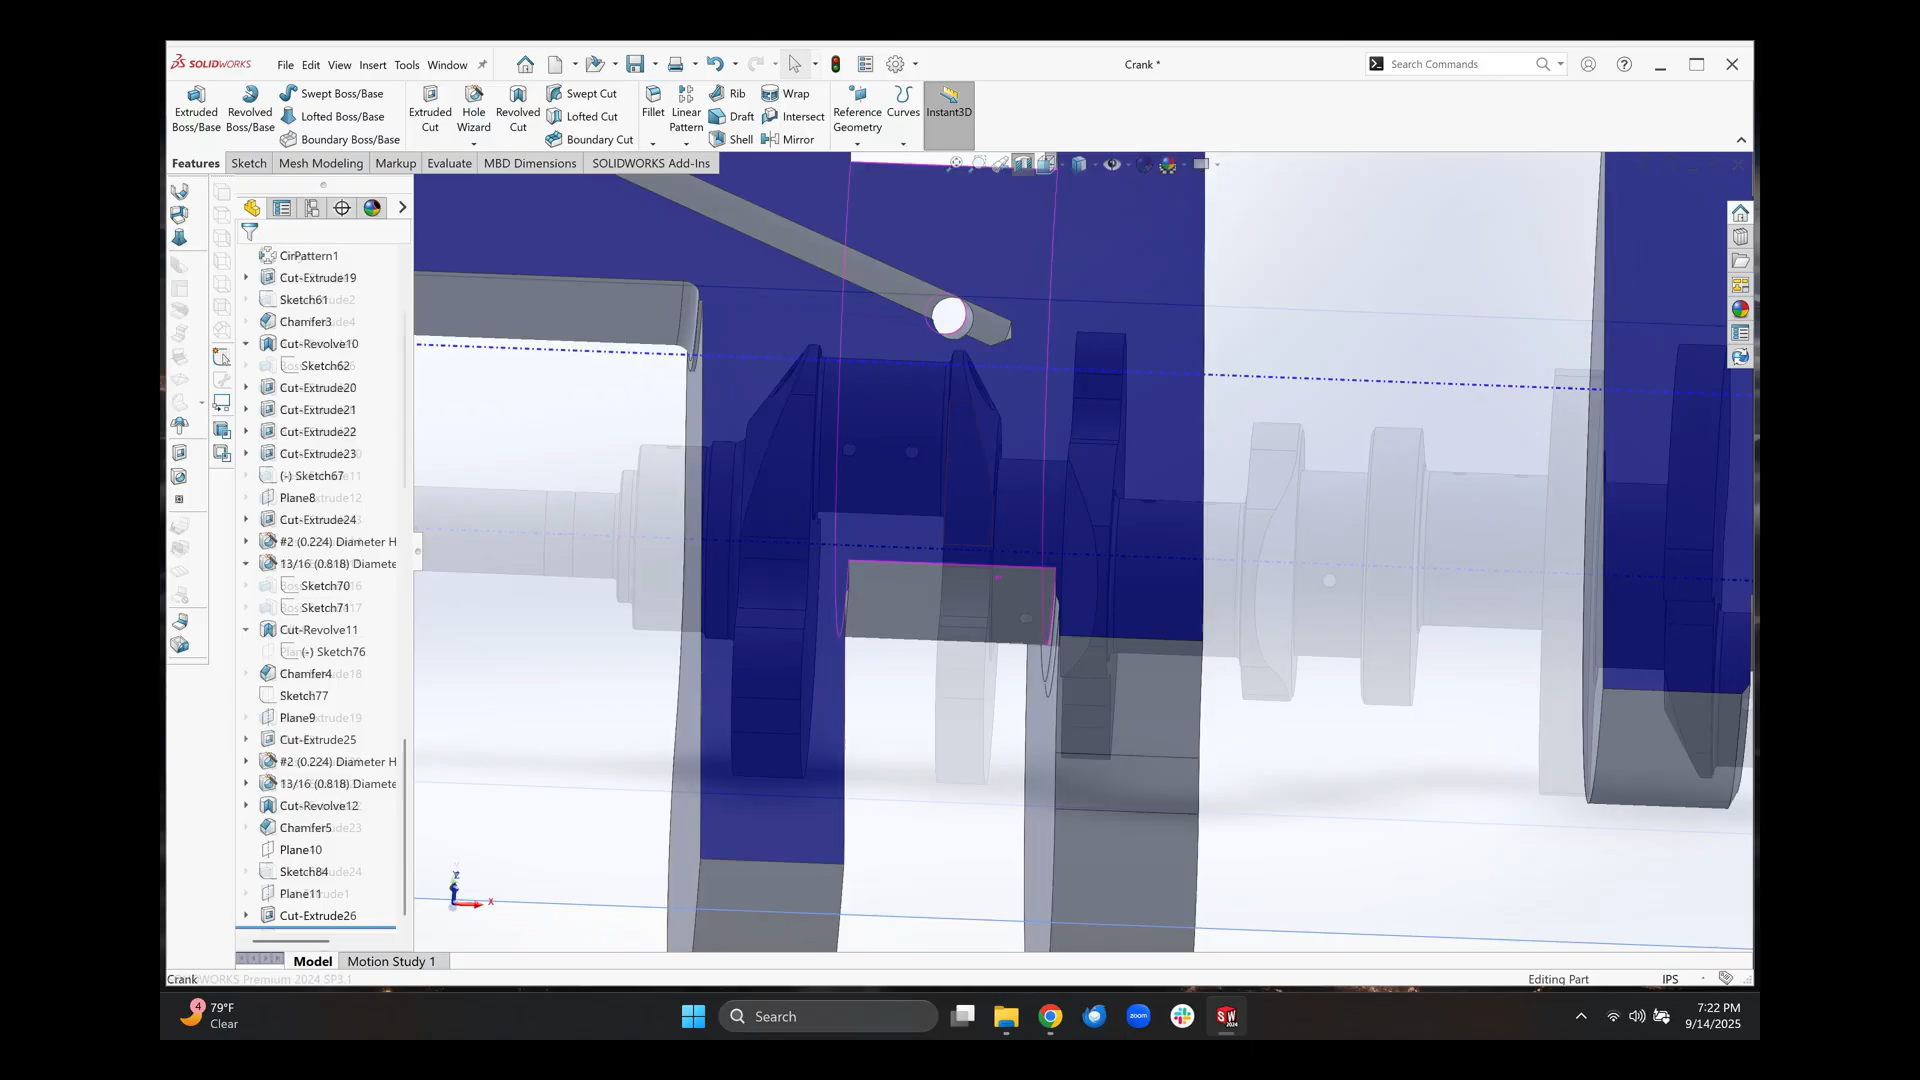 SOLIDWORKS File Edit View Insert Tools Window Crank * Search Commands
Extruded Boss/Base Revolved Boss/Base Swept Boss/Base Lofted Boss/Base Boundary Boss/Base Extruded Cut Hole Wizard Revolved Cut Swept Cut Lofted Cut Boundary Cut Fillet Linear Pattern Rib Draft Shell Wrap Intersect Mirror Reference Geometry Curves Instant3D
Features Sketch Mesh Modeling Markup Evaluate MBD Dimensions SOLIDWORKS Add-Ins
CirPattern1
Cut-Extrude19
Sketch61
Chamfer3
Cut-Revolve10
Sketch62
Cut-Extrude20
Cut-Extrude21
Cut-Extrude22
Cut-Extrude23
(-) Sketch67
Plane8
Cut-Extrude24
#2 (0.224) Diameter H
13/16 (0.818) Diamete
Sketch70
Sketch71
Cut-Revolve11
(-) Sketch76
Chamfer4
Sketch77
Plane9
Cut-Extrude25
#2 (0.224) Diameter H
13/16 (0.818) Diamete
Cut-Revolve12
Chamfer5
Plane10
Sketch84
Plane11
Cut-Extrude26
Z
X
Model Motion Study 1
Crank Editing Part IPS
4 79°F
Clear
Search
zoom
SW
2024
7:22 PM
9/14/2025